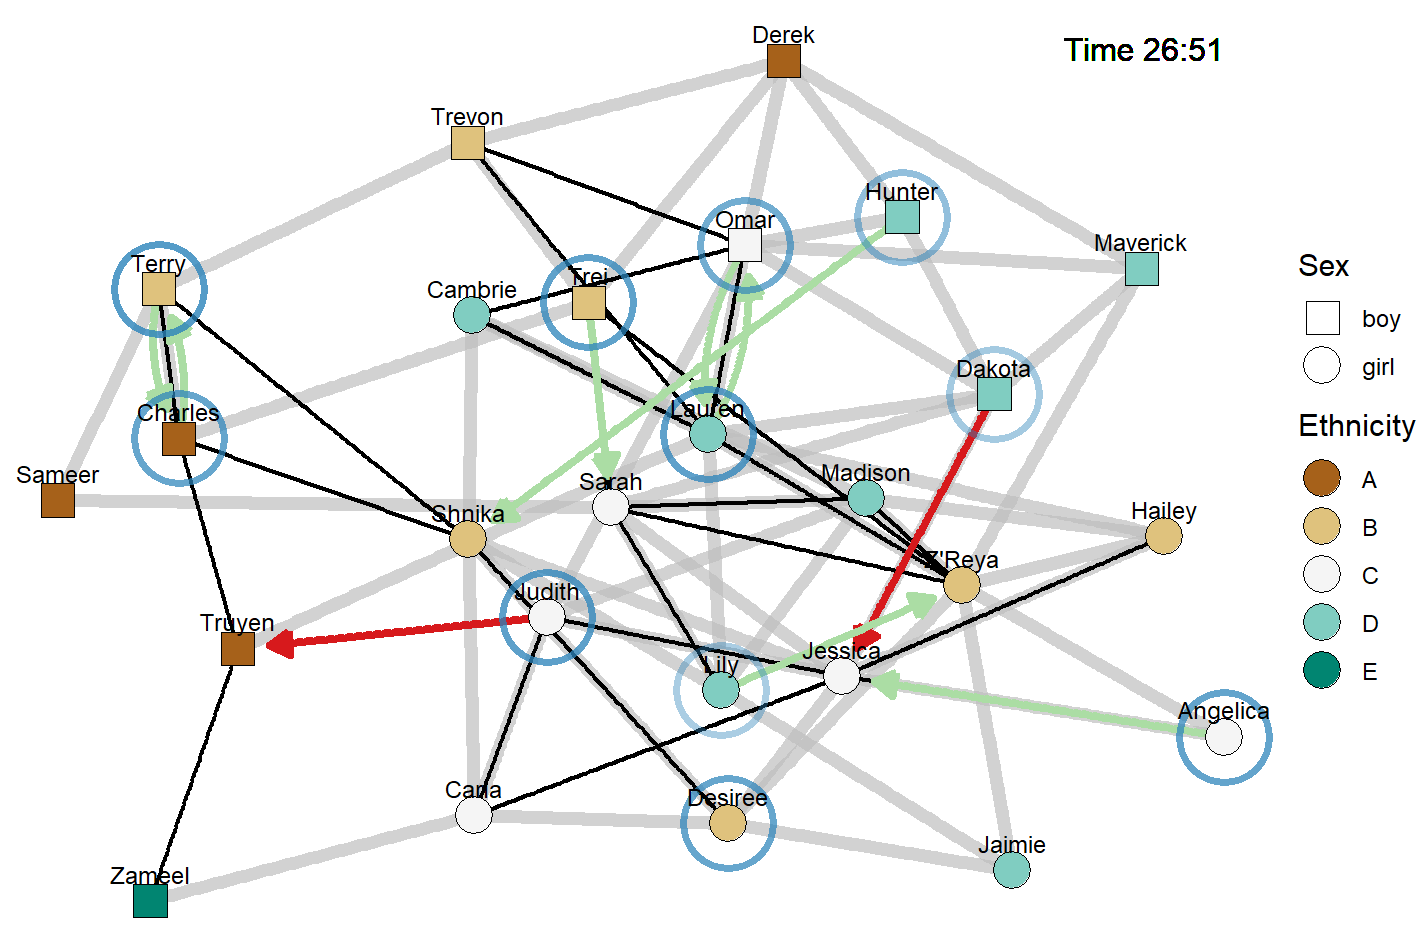 Derek
Time 26:51
Trevon
Hunter
Omar
Maverick
Terry
Trei
Cambrie
Dakota
Charles
Lauren
Sameer
Sarah
Madison
Shnika
Hailey
Z'Reya
Judith
Truyen
Jessica
Lily
Angelica
Carla
Desiree
Jaimie
Zameel
Sex
boy
girl
Ethnicity
A
B
C
D
E